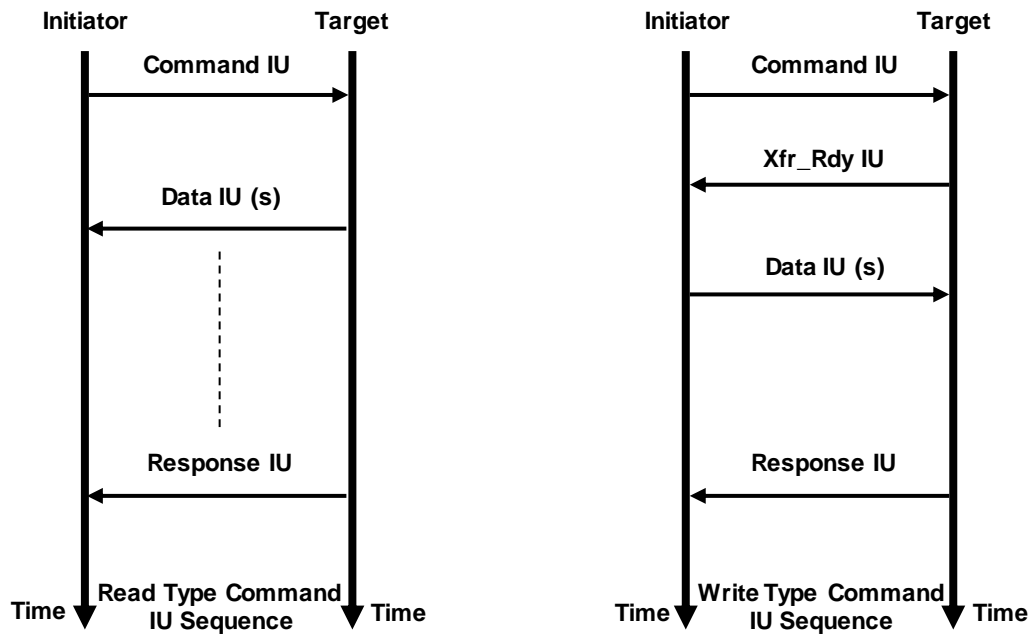 Initiator Target
Command IU
Data IU (s)
Response IU
Time Read Type Command Time
IU Sequence
Initiator Target
Command IU
Xfr_Rdy IU
Data IU (s)
Response IU
Write Type Command Time
IU Sequence